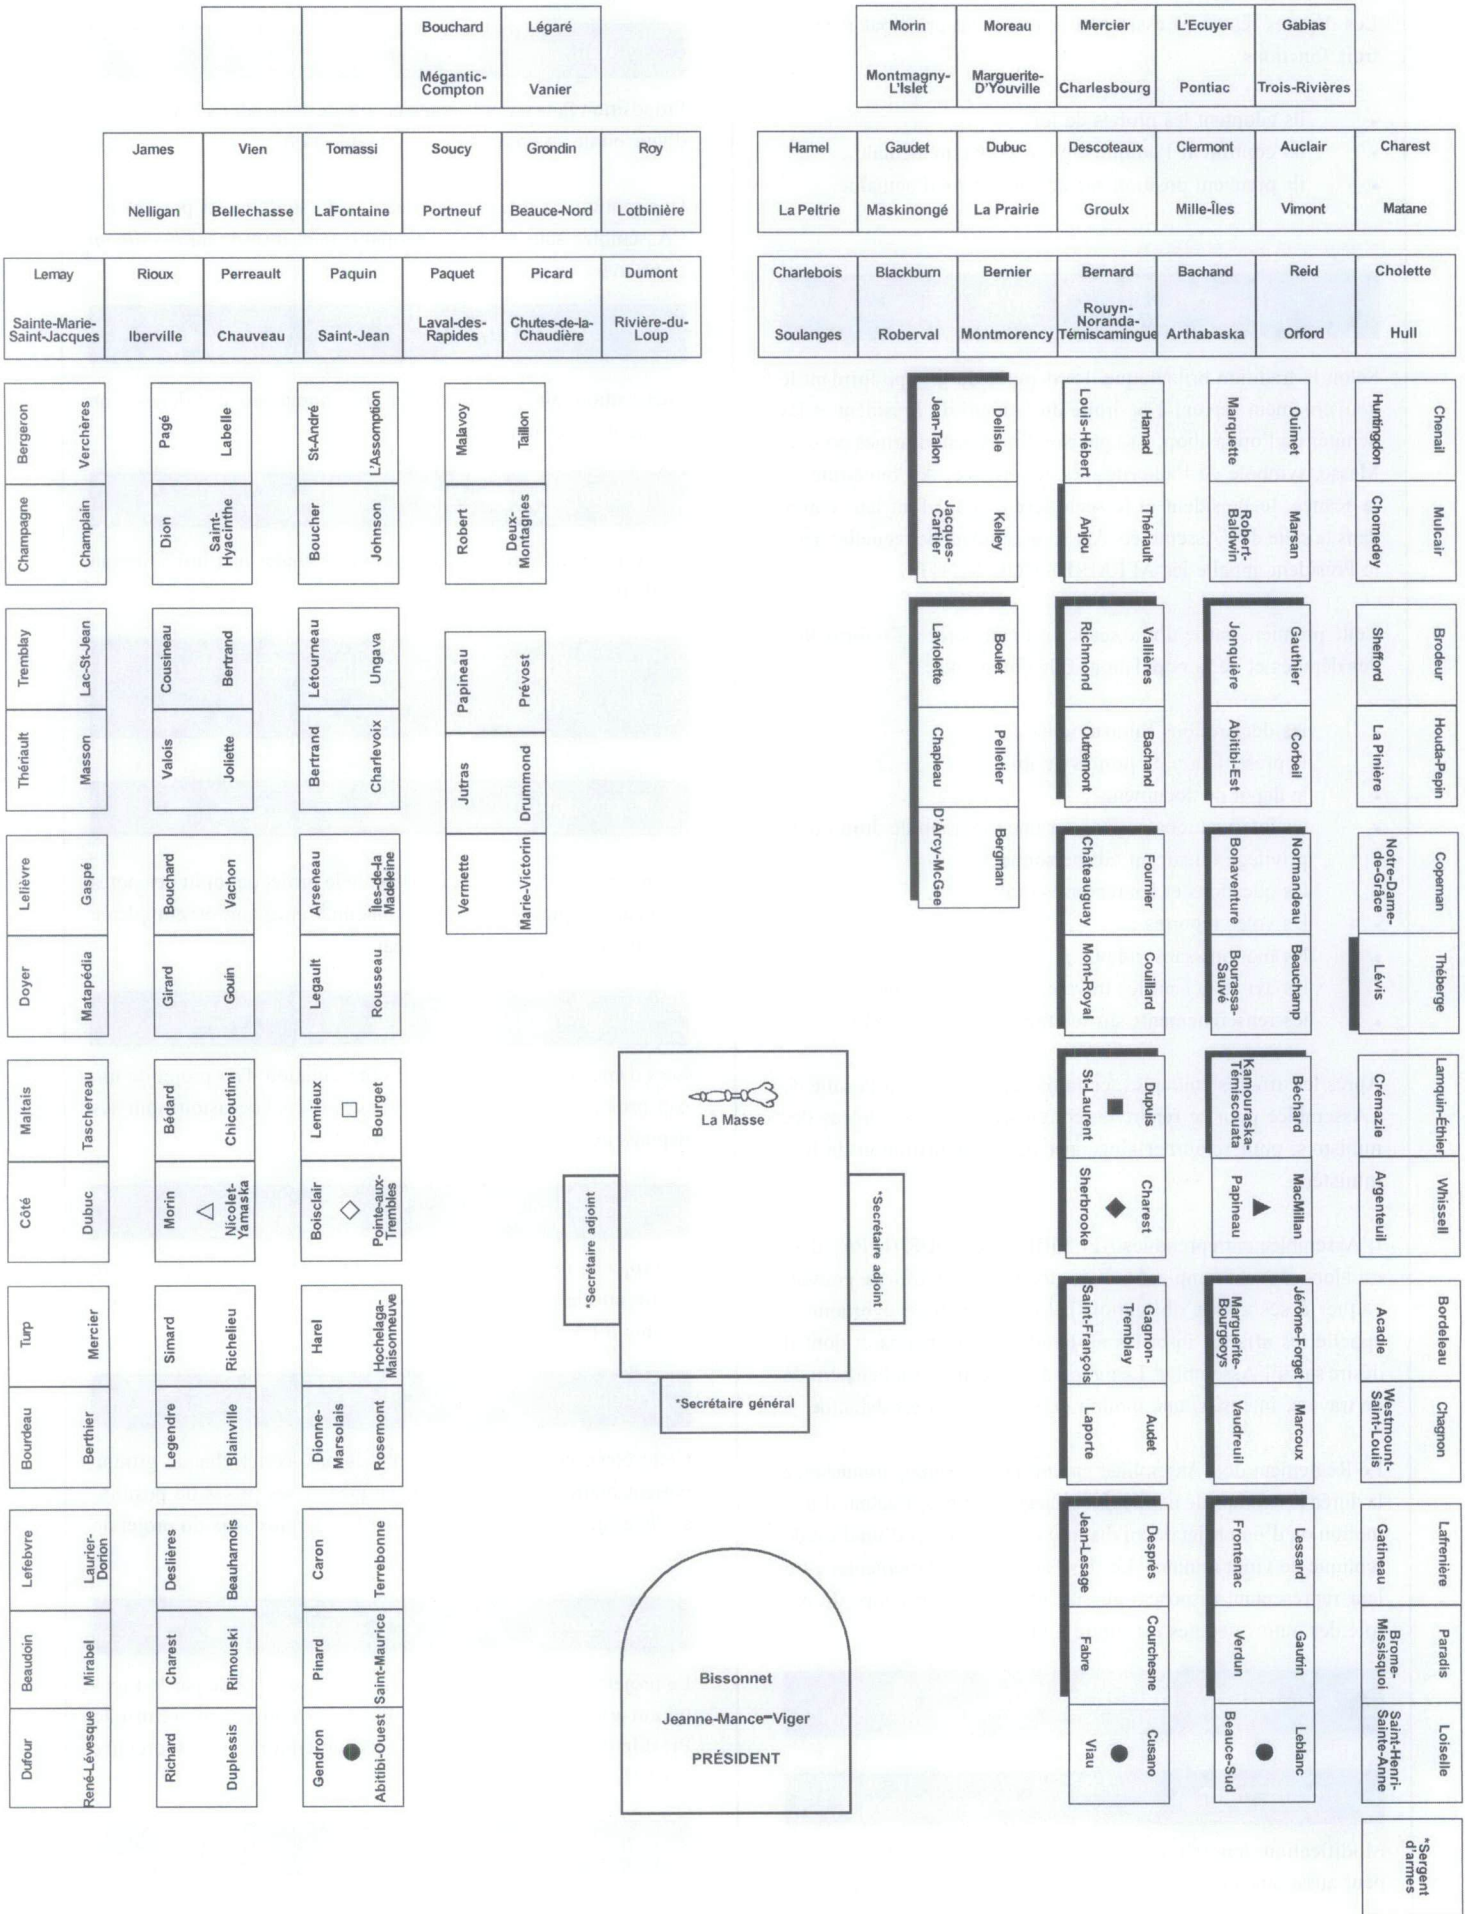 Bouchard
Mégantic-
Compton
Légaré
Vanier
Morin
Montmagny-
L'Islet
Moreau
Marguerite-
D'Youville
Mercier
Charlesbourg
L'Ecuyer
Pontiac
Gabias
Trois-Rivières
James
Nelligan
Vien
Bellechasse
Tomassi
LaFontaine
Soucy
Portneuf
Grondin
Beauce-Nord
Roy
Lotbinière
Hamel
La Peltrie
Gaudet
Maskinongé
Dubuc
La Prairie
Descoteaux
Groulx
Clermont
Mille-Îles
Auclair
Vimont
Charest
Matane
Lemay
Sainte-Marie-
Saint-Jacques
Rioux
Iberville
Perreault
Chauveau
Paquin
Saint-Jean
Paquet
Laval-des-
Rapides
Picard
Chutes-de-la-
Chaudière
Dumont
Rivière-du-
Loup
Charlebois
Soulanges
Blackburn
Roberval
Bernier
Montmorency
Bernard
Rouyn-
Noranda-
Témiscamingue
Bachand
Arthabaska
Reid
Orford
Cholette
Hull
Bergeron
Verchères
Pagé
Labelle
St-André
L'Assomption
Malavoy
Taillon
Delisle
Jean-Talon
Hamad
Louis-Hébert
Ouimet
Marquette
Chenail
Huntingdon
Champagne
Champlain
Dion
Saint-
Hyacinthe
Boucher
Johnson
Robert
Deux-
Montagnes
Kelley
Jacques-
Cartier
Thériault
Anjou
Marsan
Robert-
Baldwin
Mulcair
Chomedey
Tremblay
Lac-St-Jean
Cousineau
Bertrand
Létourneau
Ungava
Papineau
Prévost
Boulet
Laviolette
Vallières
Richmond
Gauthier
Jonquière
Brodeur
Shefford
Thériault
Masson
Valois
Joliette
Bertrand
Charlevoix
Jutras
Drummond
Pelletier
Chapleau
Bachand
Outremont
Corbeil
Abitibi-Est
Houda-Pepin
La Pinière
Lelièvre
Gaspé
Bouchard
Vachon
Arseneau
Îles-de-la
Madeleine
Vermette
Marie-Victorin
Bergman
D'Arcy-McGee
Fournier
Châteauguay
Normandeau
Bonaventure
Copeman
Notre-Dame-
de-Grâce
Doyer
Matapédia
Girard
Gouin
Legault
Rousseau
Couillard
Mont-Royal
Beauchamp
Bourassa-
Sauvé
Théberge
Lévis
Maltais
Taschereau
Bédard
Chicoutimi
Lemieux
Bourget
La Masse
Dupuis
St-Laurent
Béchard
Kamouraska-
Témiscouata
Lamquin-Éthier
Crémazie
Côté
Dubuc
Morin
Nicolet-
Yamaska
Boisclair
Pointe-aux-
Trembles
*Secrétaire adjoint
*Secrétaire adjoint
Charest
Sherbrooke
MacMillan
Papineau
Whissell
Argenteuil
Turp
Mercier
Simard
Richelieu
Harel
Hochelaga-
Maisonneuve
Gagnon-
Tremblay
Saint-François
Jérôme-Forget
Marguerite-
Bourgeoys
Bordeleau
Acadie
Bourdeau
Berthier
Legendre
Blainville
Dionne-
Marsolais
Rosemont
*Secrétaire général
Audet
Laporte
Marcoux
Vaudreuil
Chagnon
Westmount-
Saint-Louis
Lefebvre
Laurier-
Dorion
Deslières
Beauharnois
Caron
Terrebonne
Després
Jean-Lesage
Lessard
Frontenac
Lafrenière
Gatineau
Beaudoin
Mirabel
Charest
Rimouski
Pinard
Saint-Maurice
Courchesne
Fabre
Gautrin
Verdun
Paradis
Brome-
Missisquoi
Dufour
René-Lévesque
Richard
Duplessis
Gendron
Abitibi-Ouest
Bissonnet
Jeanne-Mance-Viger
PRÉSIDENT
Cusano
Viau
Leblanc
Beauce-Sud
Loiselle
Saint-Henri-
Sainte-Anne
*Sergent
d'armes